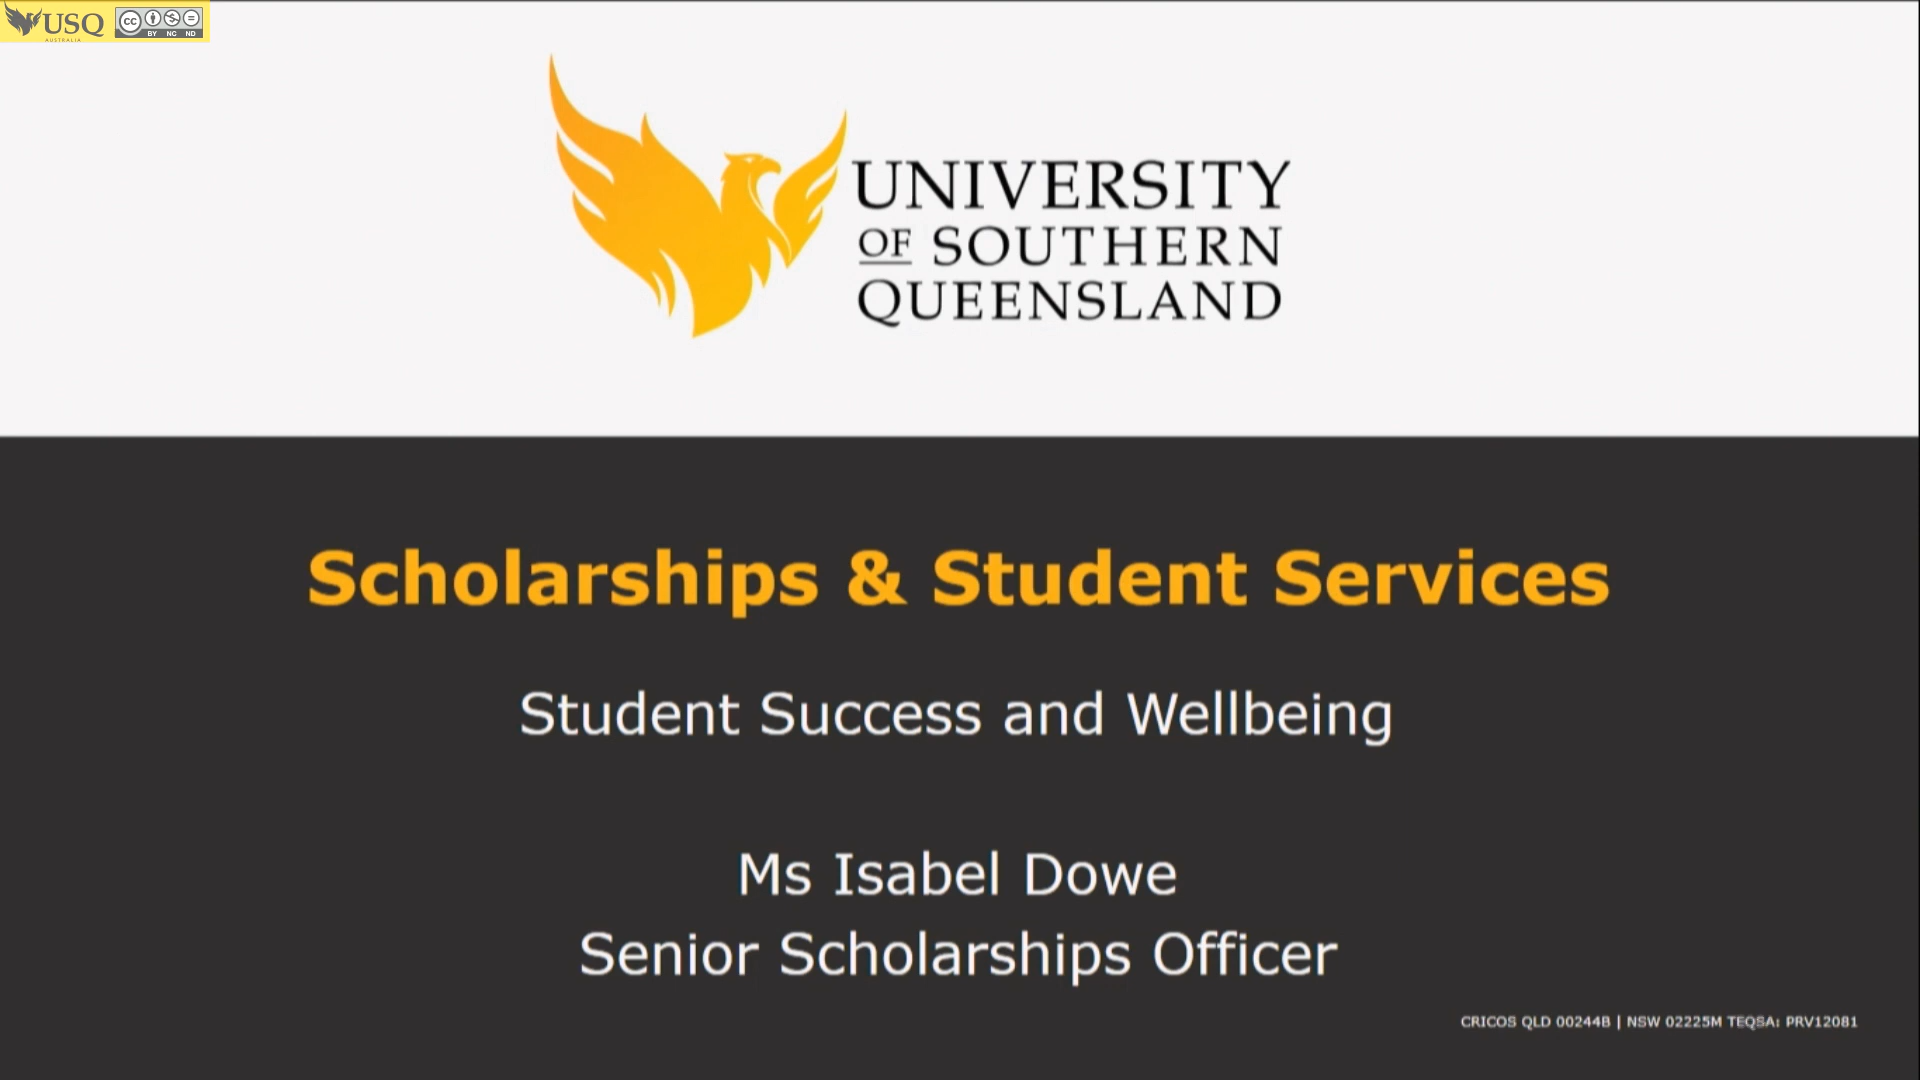 USQ
AUSTRALIA
CC BY NC ND
UNIVERSITY
OF SOUTHERN
QUEENSLAND
Scholarships & Student Services
Student Success and Wellbeing
Ms Isabel Dowe
Senior Scholarships Officer
CRICOS QLD 00244B | NSW 02225M TEQSA: PRV12081